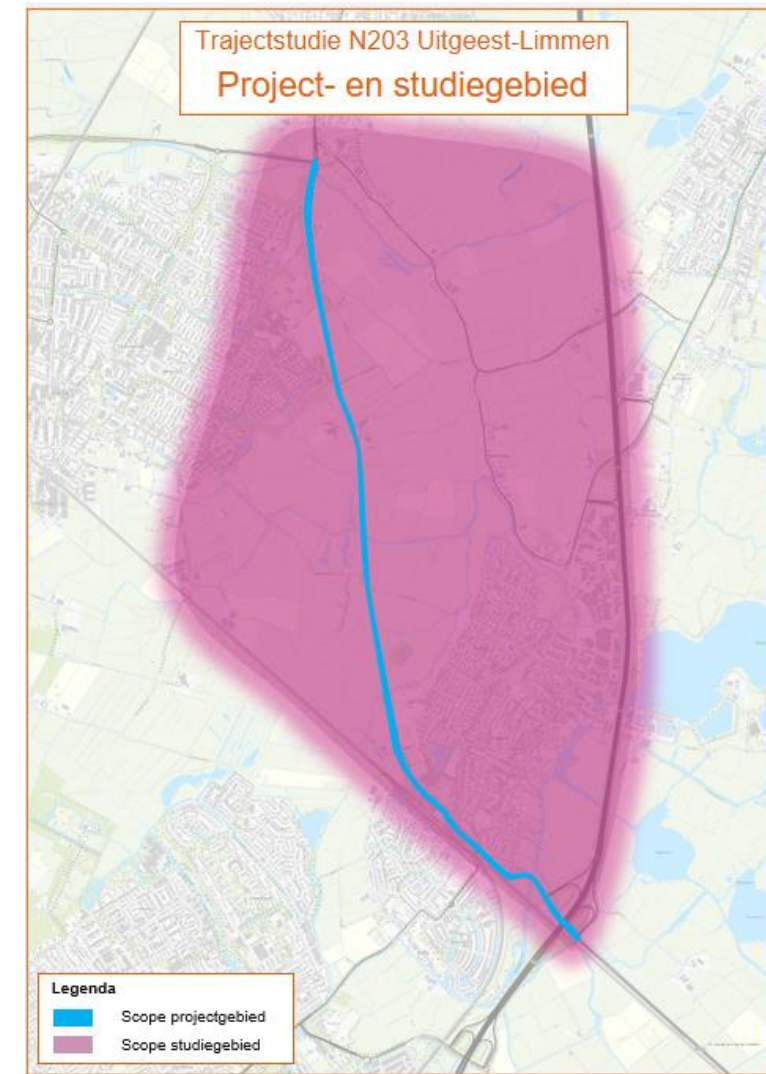 Trajectstudie N203 Uitgeest-Limmen
Project- en studiegebied
Legenda
Scope projectgebied
Scope studiegebied